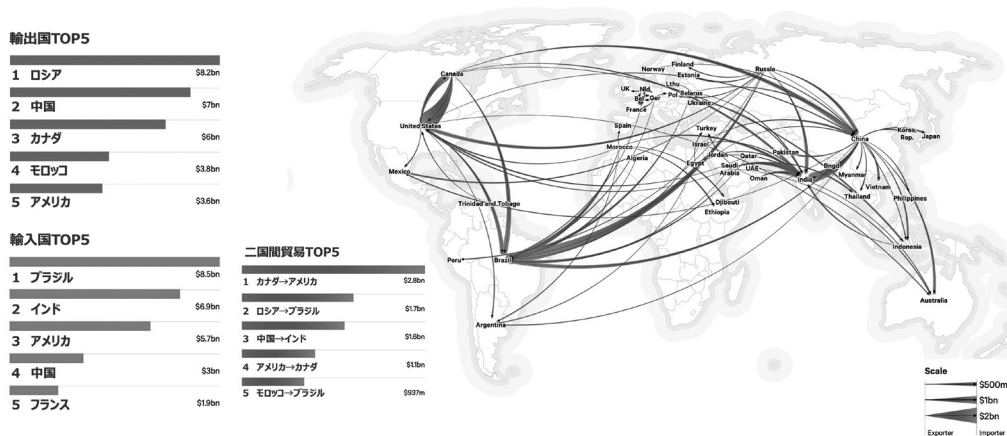 輸出国TOP5
1 ロシア $8.2bn
2 中国 $7bn
3 カナダ $6bn
4 モロッコ $3.8bn
5 アメリカ $3.6bn
輸入国TOP5
1 ブラジル $8.5bn
2 インド $6.9bn
3 アメリカ $5.7bn
4 中国 $3bn
5 フランス $1.9bn
二国間貿易TOP5
1 カナダ→アメリカ $2.8bn
2 ロシア→ブラジル $1.7bn
3 中国→インド $1.6bn
4 アメリカ→カナダ $1.1bn
5 モロッコ→ブラジル $937m
Canada
United States
Mexico
Trinidad and Tobago
Peru
Brazil
Argentina
Norway
Finland
Estonia
Russia
UK
Nld.
Lthu
Bel
Ger
Pol
Belarus
France
Ukraine
Spain
Turkey
Morocco
Israel
Algeria
Egypt
Jordan
Qatar
Pakistan
Saudi
Arabia
UAE
Oman
India
Bngd
Djibouti
Ethiopia
China
Korea,
Rep.
Japan
Myanmar
Vietnam
Thailand
Philippines
Indonesia
Australia
Scale
$500m
$1bn
$2bn
Exporter
Importer